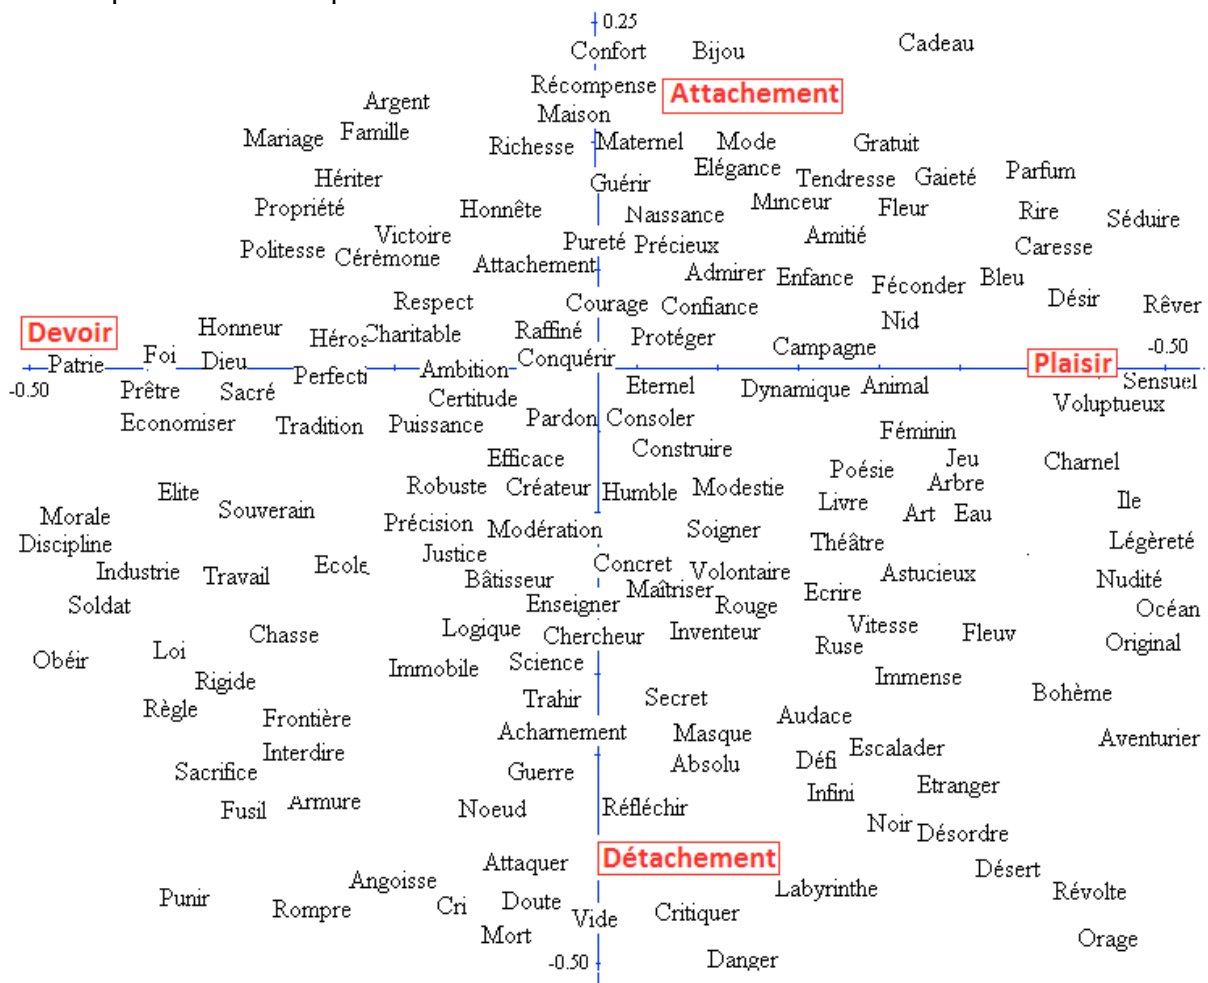 0.25
Confort Bijou Cadeau
Récompense Attachement
Argent Maison
Mariage Famille Richesse Maternel Mode Gratuit
Hériter Guérir Elégance Tendresse Gaieté Parfum
Propriété Honnête Naissance Minceur Fleur Rire Séduire
Politesse Victoire Pureté Précieux Amitié Caresse
Cérémonie Attachement Admirer Enfance Féconder Bleu
Respect Courage Confiance Désir Rêver
Devoir Honneur Héros Charitable Raffiné Protéger Nid
Patrie Foi Dieu Conquérir Campagne Plaisir -0.50
-0.50 Prêtre Sacré Perfecti Ambition Eternel Dynamique Animal Sensuel
Certitude Voluptueux
Economiser Tradition Puissance Pardon Consoler Féminin
Efficace Construire Poésie Jeu Charnel
Elite Robuste Créateur Humble Modestie Livre Arbre Ile
Morale Souverain Précision Modération Soigner Art Eau
Discipline Justice Théâtre Légèreté
Industrie Travail Ecole Bâtisseur Concret Volontaire Astucieux Nudité
Soldat Enseigner Maîtriser Rouge Ecrire Océan
Chasse Logique Chercheur Inventeur Vitesse Fleuv Original
Obéir Loi Immobile Science Ruse
Rigide Immense
Règle Frontière Trahir Secret Audace Bohème
Interdire Acharnement Masque Escalader Aventurier
Sacrifice Guerre Absolu Défi Etranger
Fusil Armure Noeud Réfléchir Infini Noir Désordre
Attaquer Détachement Désert
Punir Angoisse Labyrinthe Révolte
Rompre Cri Doute Vide Critiquer
Mort Orage
-0.50 Danger